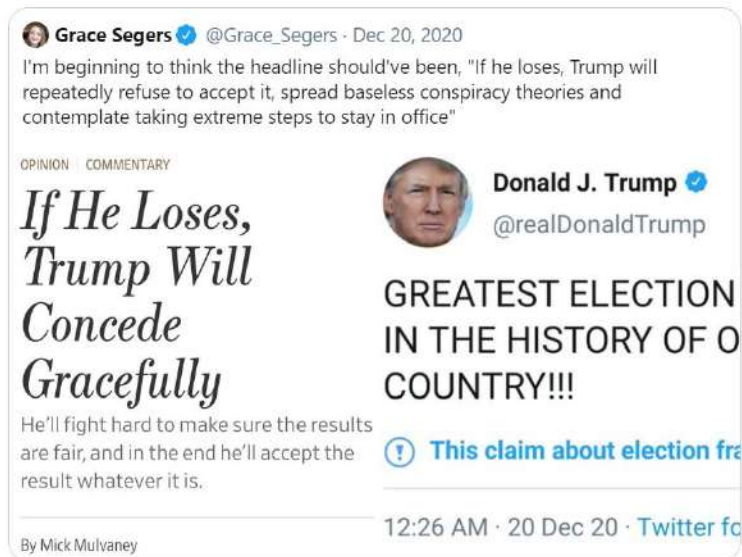 Grace Segers @Grace_Segers · Dec 20, 2020
I'm beginning to think the headline should've been, "If he loses, Trump will
repeatedly refuse to accept it, spread baseless conspiracy theories and
contemplate taking extreme steps to stay in office"
OPINION | COMMENTARY
If He Loses,
Trump Will
Concede
Gracefully
He'll fight hard to make sure the results
are fair, and in the end he'll accept the
result whatever it is.
By Mick Mulvaney
Donald J. Trump
@realDonaldTrump
GREATEST ELECTION
IN THE HISTORY OF O
COUNTRY!!!
This claim about election fra
12:26 AM · 20 Dec 20 · Twitter fo